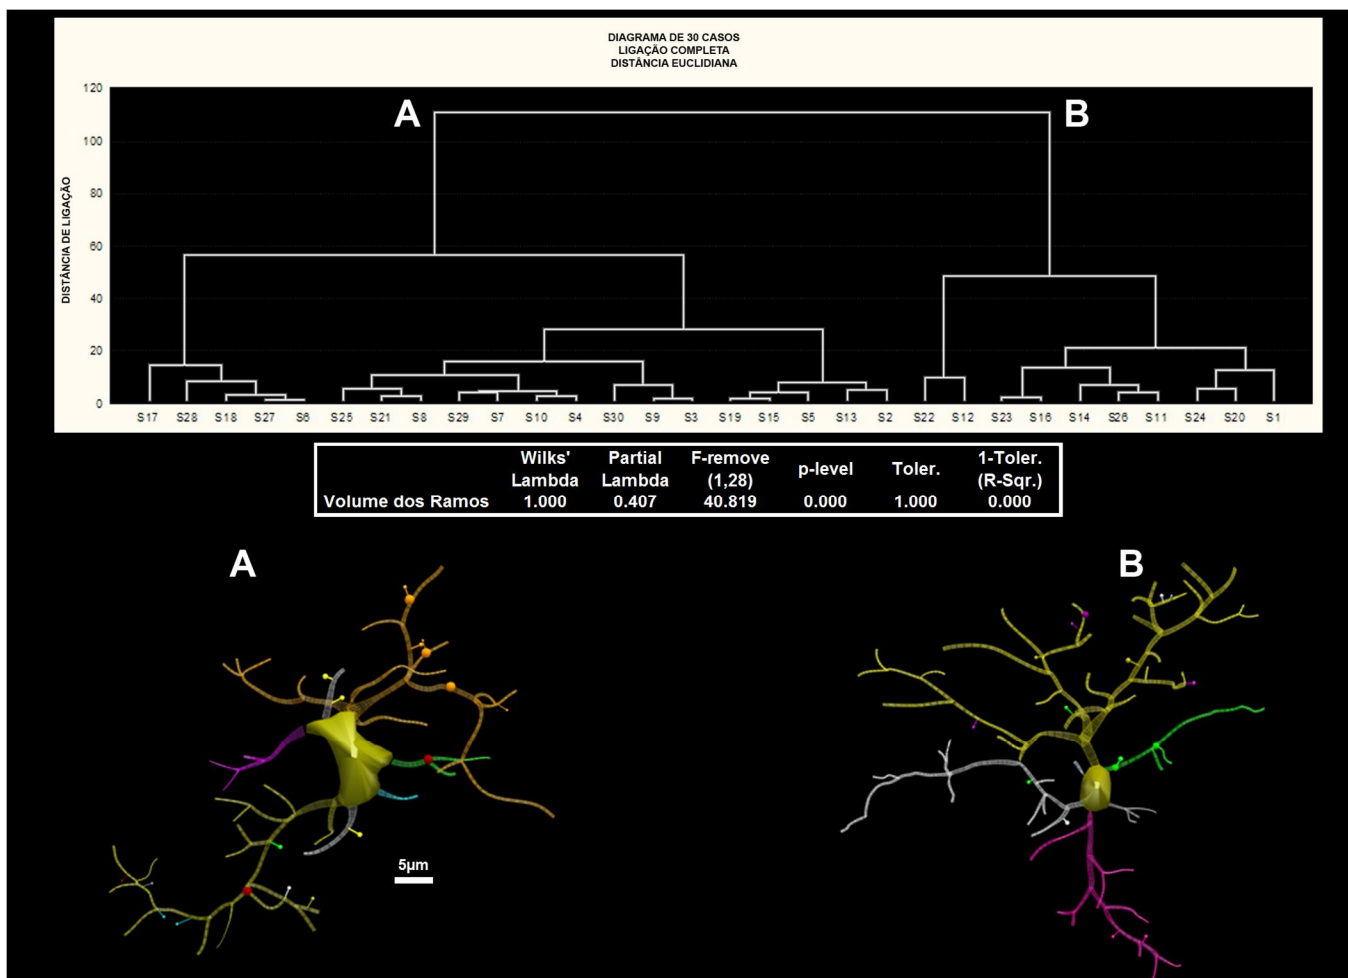 DIAGRAMA DE 30 CASOS
LIGAÇÃO COMPLETA
DISTÂNCIA EUCLIDIANA
DISTÂNCIA DE LIGAÇÃO
120
100
80
60
40
20
0
A B
S17 S28 S18 S27 S6 S25 S21 S8 S29 S7 S10 S4 S30 S9 S3 S19 S15 S5 S13 S2 S22 S12 S23 S16 S14 S26 S11 S24 S20 S1
Wilks' Partial F-remove p-level Toler. 1-Toler.
Lambda Lambda (1,28) (R-Sqr.)
Volume dos Ramos 1.000 0.407 40.819 0.000 1.000 0.000
A B
5µm